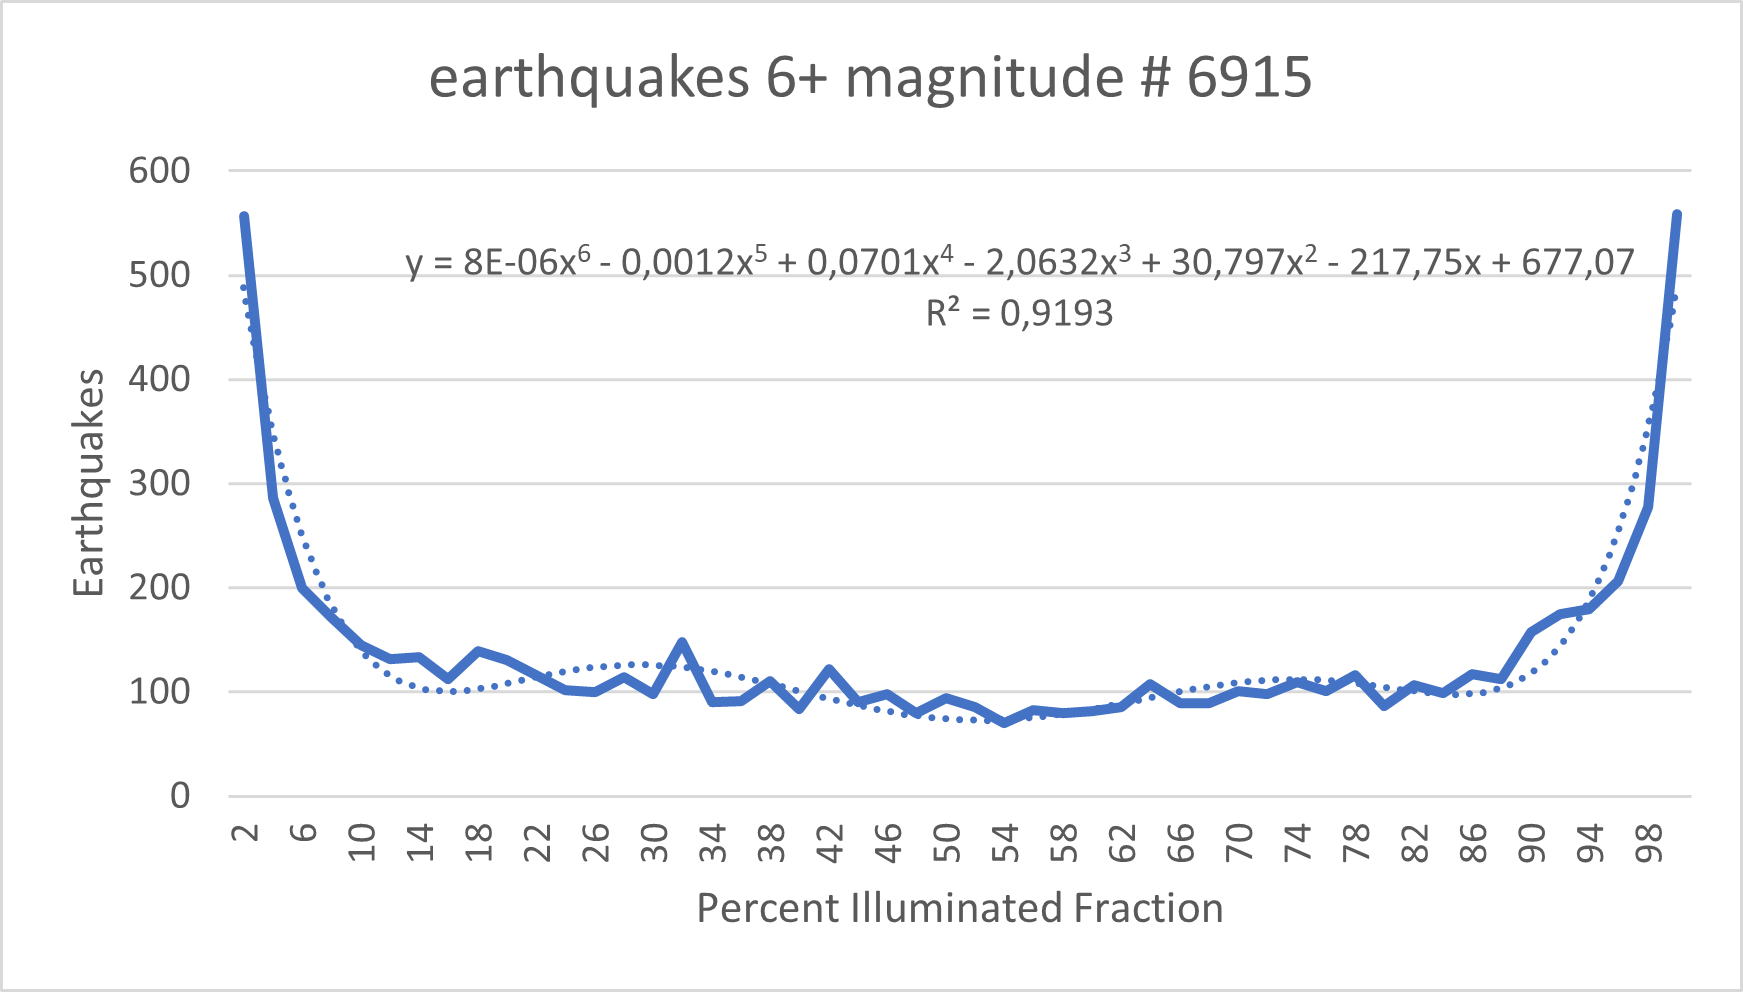 earthquakes 6+ magnitude # 6915
600
500
400
300
200
100
0
y = 8E-06x⁶ - 0,0012x⁵ + 0,0701x⁴ - 2,0632x³ + 30,797x² - 217,75x + 677,07
R² = 0,9193
Earthquakes
2 6 10 14 18 22 26 30 34 38 42 46 50 54 58 62 66 70 74 78 82 86 90 94 98
Percent Illuminated Fraction